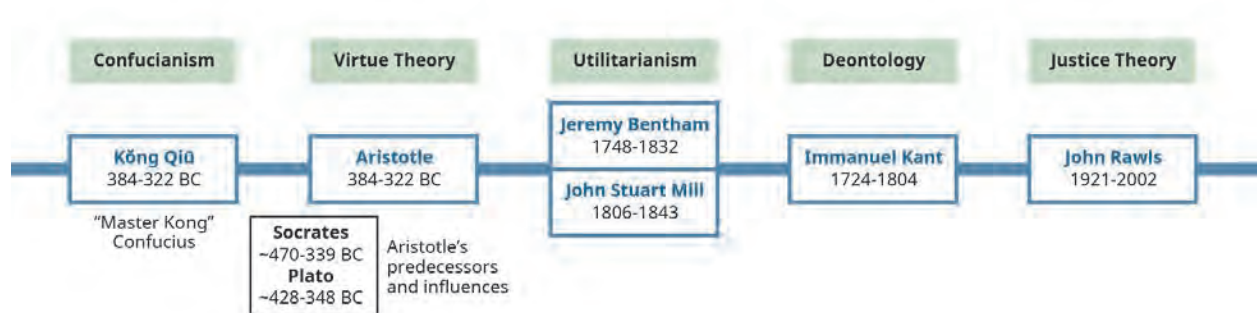 Confucianism
Virtue Theory
Utilitarianism
Deontology
Justice Theory
Kǒng Qiū
384-322 BC
Aristotle
384-322 BC
Jeremy Bentham
1748-1832
John Stuart Mill
1806-1843
Immanuel Kant
1724-1804
John Rawls
1921-2002
"Master Kong"
Confucius
Socrates
~470-339 BC
Plato
~428-348 BC
Aristotle's
predecessors
and influences